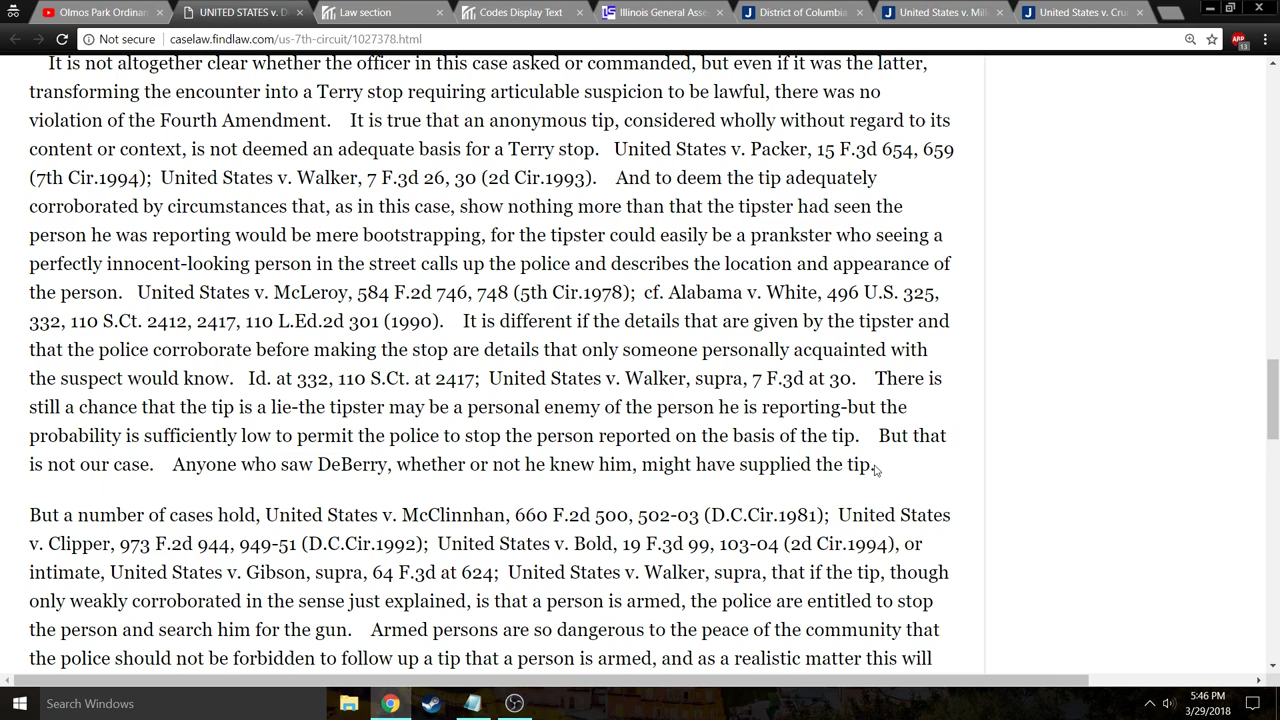 Olmos Park Ordinan
UNITED STATES v. D
Law section
Codes Display Text
Illinois General Asse
District of Columbia
United States v. Mill
United States v. Cru
Not secure
caselaw.findlaw.com/us-7th-circuit/1027378.html
ABP
13
It is not altogether clear whether the officer in this case asked or commanded, but even if it was the latter,
transforming the encounter into a Terry stop requiring articulable suspicion to be lawful, there was no
violation of the Fourth Amendment. It is true that an anonymous tip, considered wholly without regard to its
content or context, is not deemed an adequate basis for a Terry stop. United States v. Packer, 15 F.3d 654, 659
(7th Cir.1994); United States v. Walker, 7 F.3d 26, 30 (2d Cir.1993). And to deem the tip adequately
corroborated by circumstances that, as in this case, show nothing more than that the tipster had seen the
person he was reporting would be mere bootstrapping, for the tipster could easily be a prankster who seeing a
perfectly innocent-looking person in the street calls up the police and describes the location and appearance of
the person. United States v. McLeroy, 584 F.2d 746, 748 (5th Cir.1978); cf. Alabama v. White, 496 U.S. 325,
332, 110 S.Ct. 2412, 2417, 110 L.Ed.2d 301 (1990). It is different if the details that are given by the tipster and
that the police corroborate before making the stop are details that only someone personally acquainted with
the suspect would know. Id. at 332, 110 S.Ct. at 2417; United States v. Walker, supra, 7 F.3d at 30. There is
still a chance that the tip is a lie-the tipster may be a personal enemy of the person he is reporting-but the
probability is sufficiently low to permit the police to stop the person reported on the basis of the tip. But that
is not our case. Anyone who saw DeBerry, whether or not he knew him, might have supplied the tip.
But a number of cases hold, United States v. McClinnhan, 660 F.2d 500, 502-03 (D.C.Cir.1981); United States
v. Clipper, 973 F.2d 944, 949-51 (D.C.Cir.1992); United States v. Bold, 19 F.3d 99, 103-04 (2d Cir.1994), or
intimate, United States v. Gibson, supra, 64 F.3d at 624; United States v. Walker, supra, that if the tip, though
only weakly corroborated in the sense just explained, is that a person is armed, the police are entitled to stop
the person and search him for the gun. Armed persons are so dangerous to the peace of the community that
the police should not be forbidden to follow up a tip that a person is armed, and as a realistic matter this will
Search Windows
5:46 PM
3/29/2018